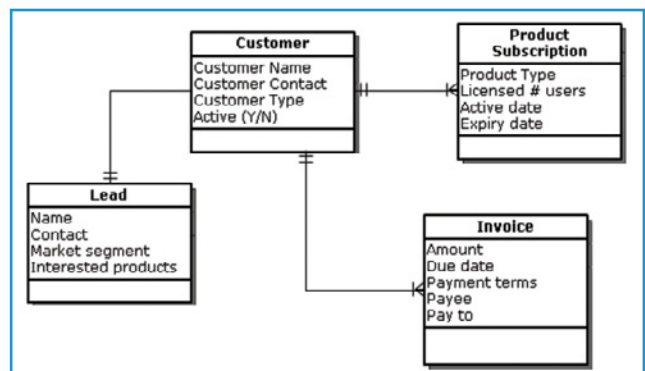 Customer
Customer Name
Customer Contact
Customer Type
Active (Y/N)
Product
Subscription
Product Type
Licensed # users
Active date
Expiry date
Lead
Name
Contact
Market segment
Interested products
Invoice
Amount
Due date
Payment terms
Payee
Pay to